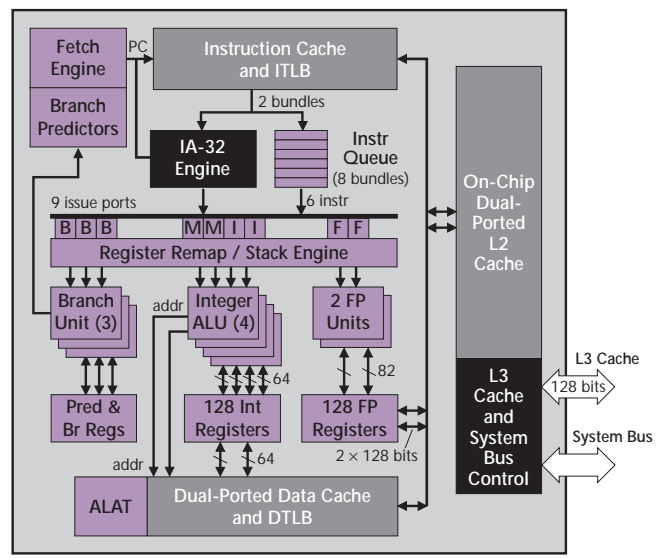 Fetch
Engine
PC
Instruction Cache
and ITLB
Branch
Predictors
2 bundles
IA-32
Engine
Instr
Queue
(8 bundles)
On-Chip
Dual-
Ported
L2
Cache
9 issue ports
6 instr
B B B M M I I F F
Register Remap / Stack Engine
Branch
Unit (3)
addr
Integer
ALU (4)
2 FP
Units
64
82
L3
Cache
and
System
Bus
Control
L3 Cache
128 bits
System Bus
Pred &
Br Regs
128 Int
Registers
128 FP
Registers
addr
64
2 × 128 bits
ALAT
Dual-Ported Data Cache
and DTLB